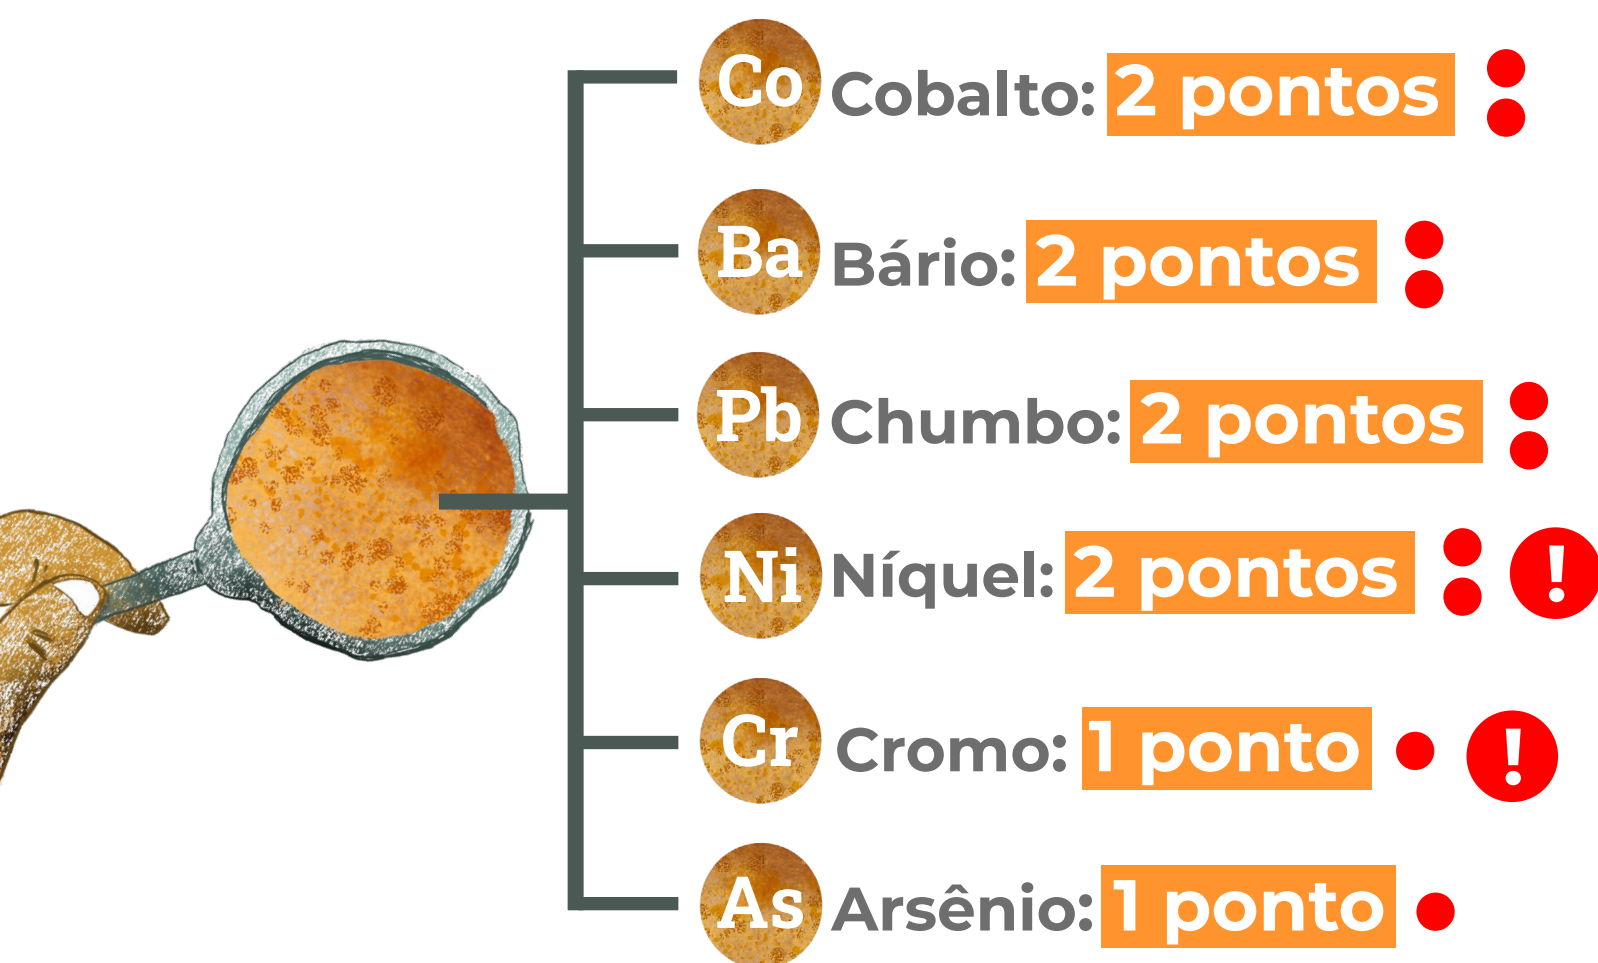 Co Cobalto: 2 pontos
Ba Bário: 2 pontos
Pb Chumbo: 2 pontos
Ni Níquel: 2 pontos !
Cr Cromo: 1 ponto !
As Arsênio: 1 ponto